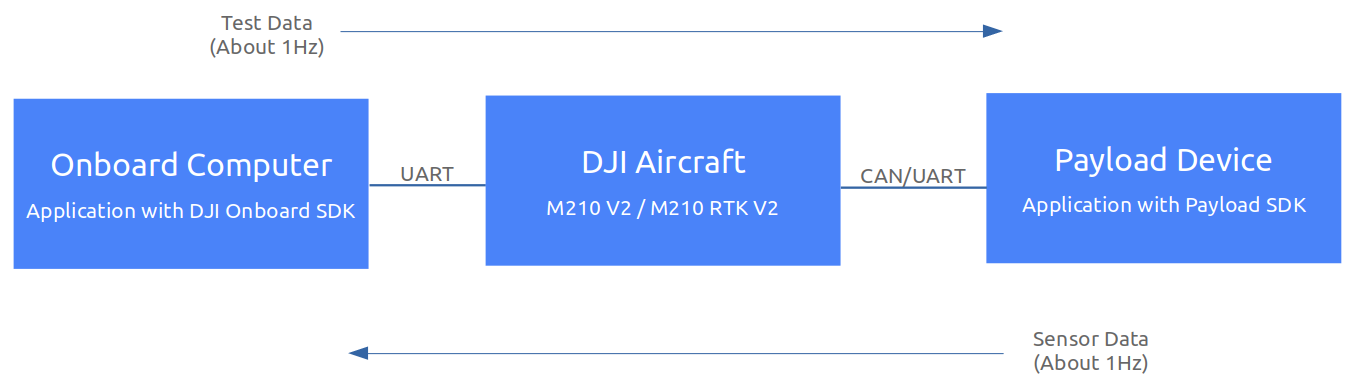 Test Data
(About 1Hz)
Onboard Computer
Application with DJI Onboard SDK
UART
DJI Aircraft
M210 V2 / M210 RTK V2
CAN/UART
Payload Device
Application with Payload SDK
Sensor Data
(About 1Hz)